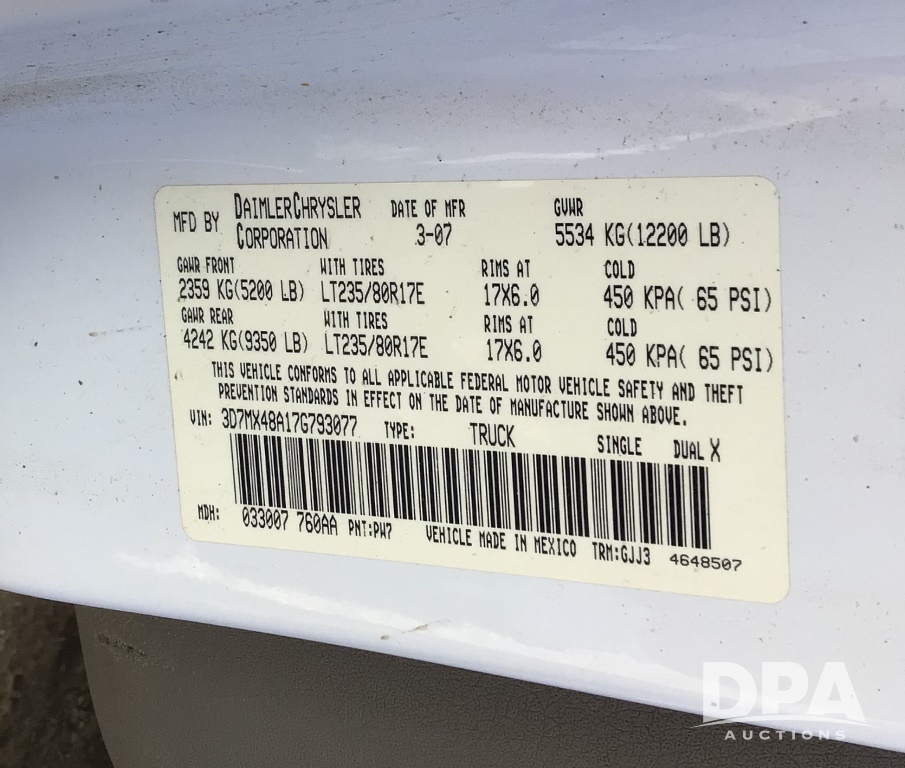 MFD BY DAIMLERCHRYSLER CORPORATION DATE OF MFR 3-07 GVWR 5534 KG(12200 LB)
GAWR FRONT WITH TIRES RIMS AT COLD
2359 KG(5200 LB) LT235/80R17E 17X6.0 450 KPA( 65 PSI)
GAWR REAR WITH TIRES RIMS AT COLD
4242 KG(9350 LB) LT235/80R17E 17X6.0 450 KPA( 65 PSI)
THIS VEHICLE CONFORMS TO ALL APPLICABLE FEDERAL MOTOR VEHICLE SAFETY AND THEFT
PREVENTION STANDARDS IN EFFECT ON THE DATE OF MANUFACTURE SHOWN ABOVE.
VIN: 3D7MX48A17G793077 TYPE: TRUCK SINGLE DUAL X
MDH: 033007 760AA PNT:PW7 VEHICLE MADE IN MEXICO TRM:GJJ3 4648507
DPA
AUCTIONS